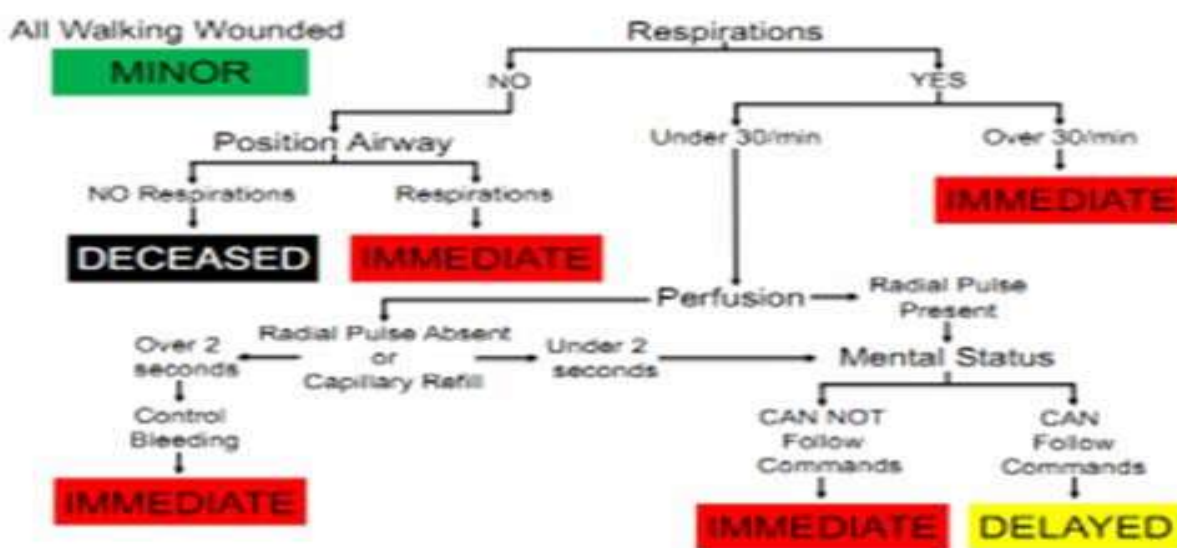 All Walking Wounded
MINOR
Respirations
NO
YES
Position Airway
Under 30/min
Over 30/min
NO Respirations
Respirations
IMMEDIATE
DECEASED
IMMEDIATE
Perfusion
Radial Pulse
Present
Over 2
seconds
Radial Pulse Absent
or
Capillary Refill
Under 2
seconds
Mental Status
Control
Bleeding
CAN NOT
Follow
Commands
CAN
Follow
Commands
IMMEDIATE
IMMEDIATE
DELAYED